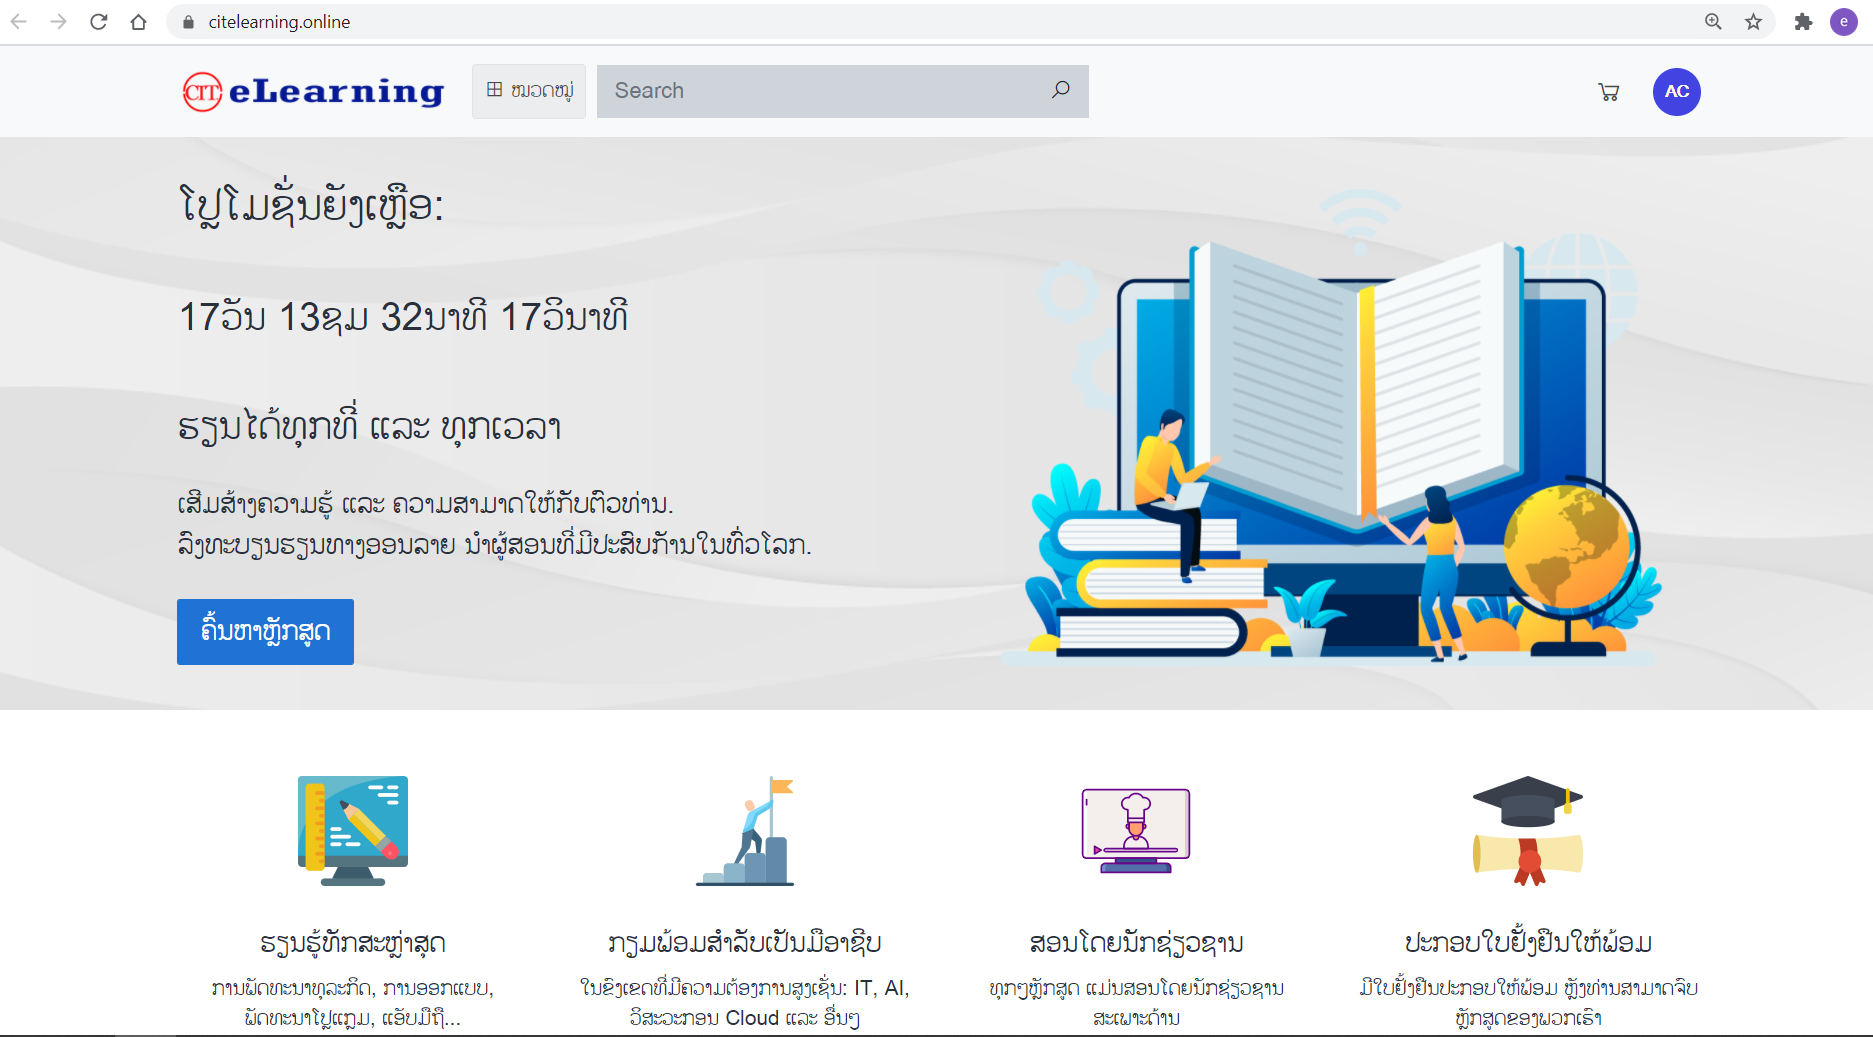 citelearning.online
e
CIT eLearning
ໝວດໝູ່
Search
AC
ໂປຼໂມຊັ່ນຍັງເຫຼືອ:
17ວັນ 13ຊມ 32ນາທີ 17ວິນາທີ
ຮຽນໄດ້ທຸກທີ່ ແລະ ທຸກເວລາ
ເສີມສ້າງຄວາມຮູ້ ແລະ ຄວາມສາມາດໃຫ້ກັບຕົວທ່ານ.
ລົງທະບຽນຮຽນທາງອອນລາຍ ນຳຜູ້ສອນທີ່ມີປະສົບກັານໃນທົ່ວໂລກ.
ຄົ້ນຫາຫຼັກສູດ
ຮຽນຮູ້ທັກສະຫຼ່າສຸດ
ການພັດທະນາທຸລະກິດ, ການອອກແບບ,
ພັດທະນາໂປຼແກຼມ, ແອັບມືຖື...
ກຽມພ້ອມສຳລັບເປັນມືອາຊີບ
ໃນຂົງເຂດທີ່ມີຄວາມຕ້ອງການສູງເຊັ່ນ: IT, AI,
ວິສະວະກອນ Cloud ແລະ ອື່ນໆ
ສອນໂດຍນັກຊ່ຽວຊານ
ທຸກໆຫຼັກສູດ ແມ່ນສອນໂດຍນັກຊ່ຽວຊານ
ສະເພາະດ້ານ
ປະກອບໃບຢັ້ງຢືນໃຫ້ພ້ອມ
ມີໃບຢັ້ງຢືນປະກອບໃຫ້ພ້ອມ ຫຼັງທ່ານສາມາດຈົບ
ຫຼັກສູດຂອງພວກເຮົາ